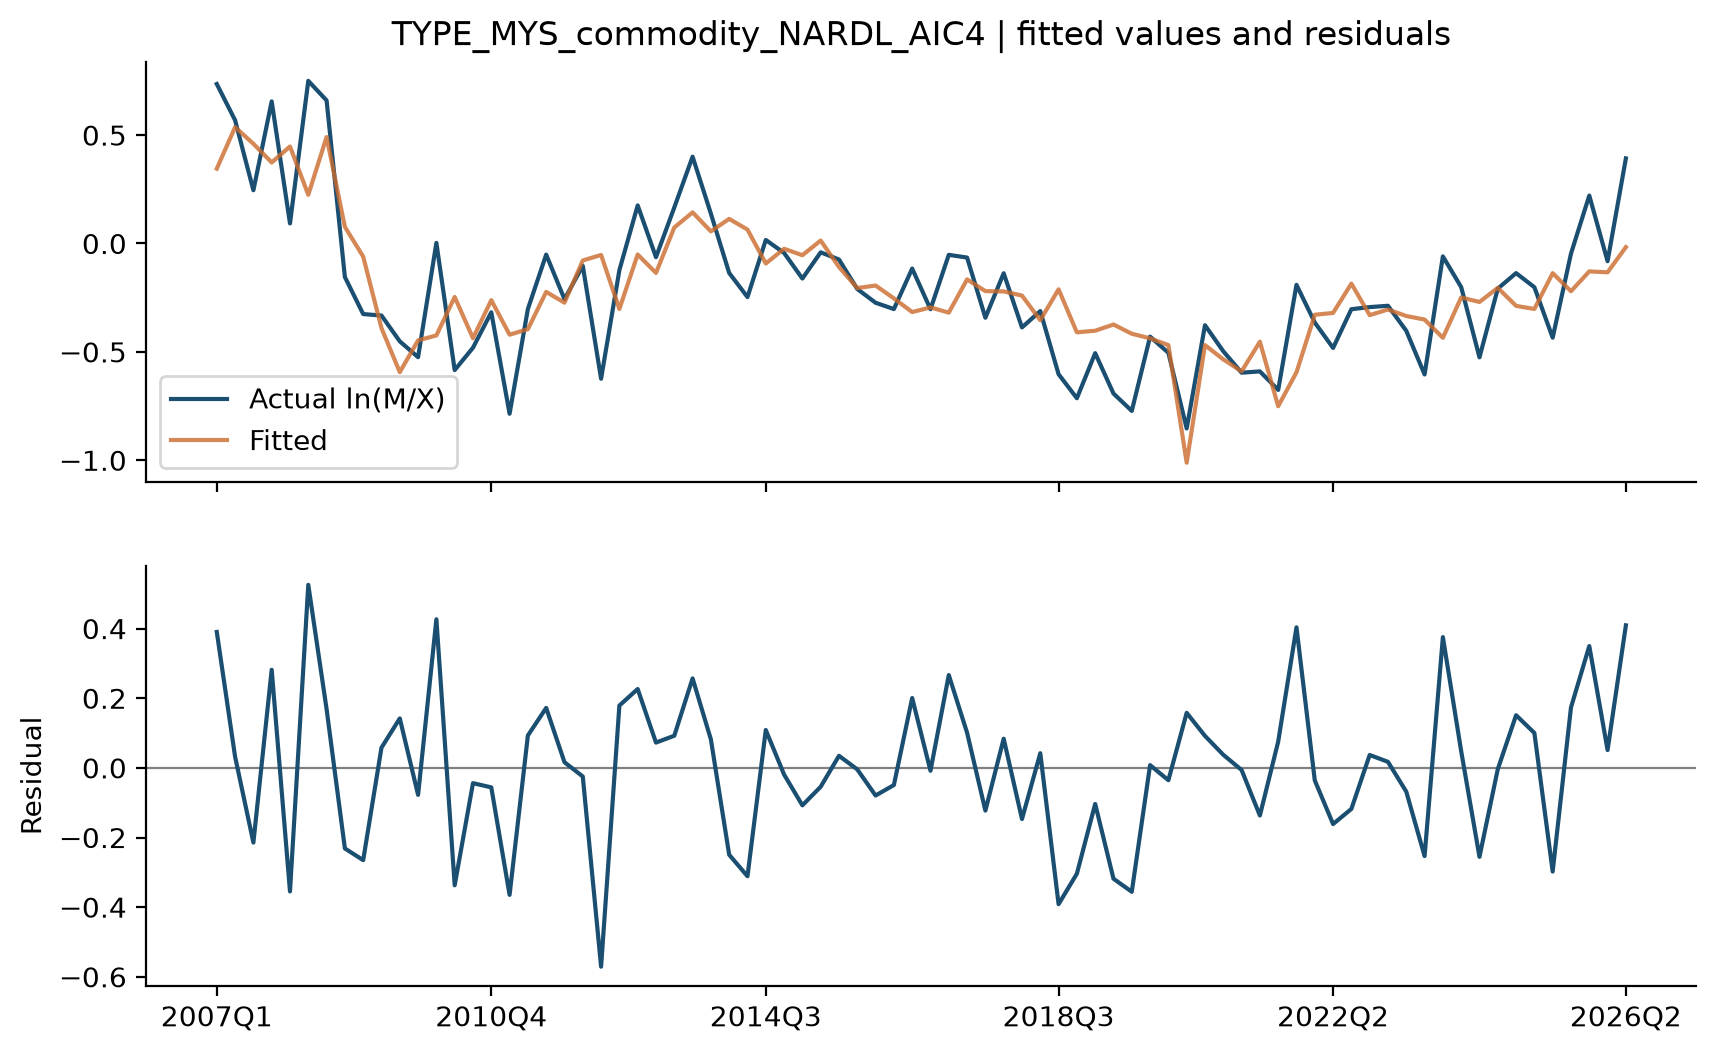 TYPE_MYS_commodity_NARDL_AIC4 | fitted values and residuals
0.5
0.0
−0.5
−1.0
Actual ln(M/X)
Fitted
Residual
0.4
0.2
0.0
−0.2
−0.4
−0.6
2007Q1 2010Q4 2014Q3 2018Q3 2022Q2 2026Q2